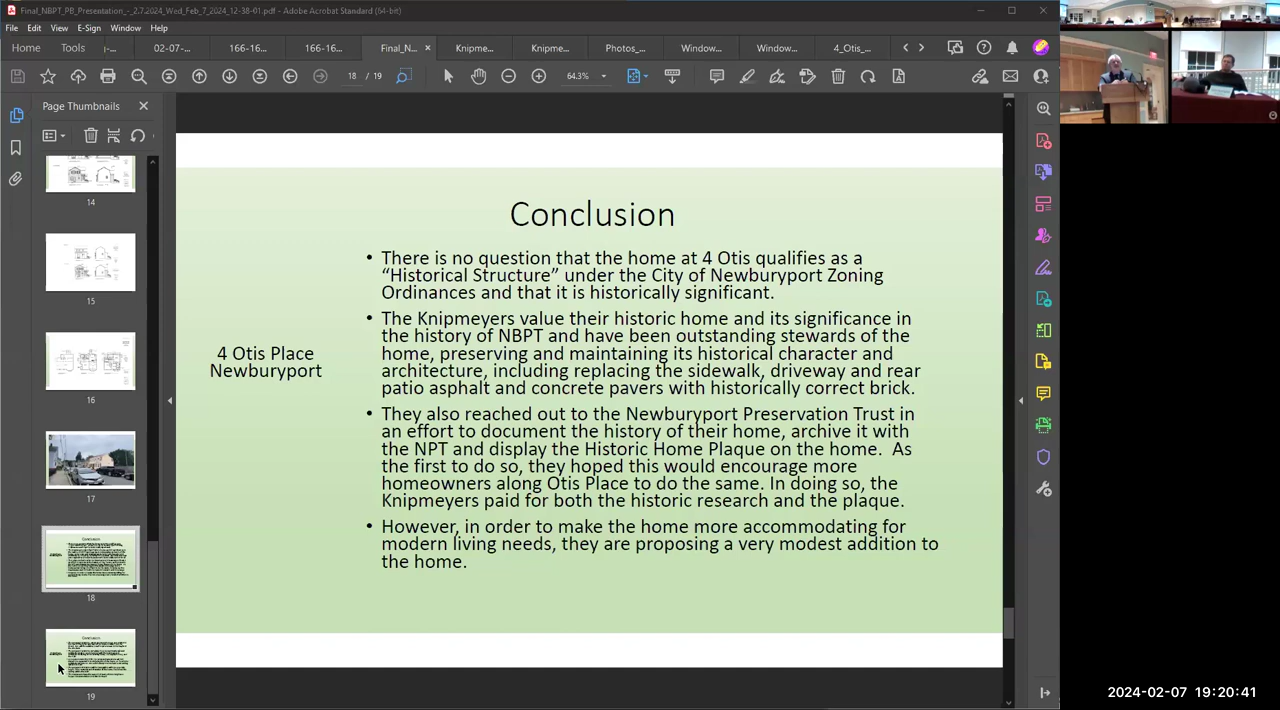 Final_NBPT_PB_Presentation_-_2.7.2024_Wed_Feb_7_2024_12-38-01.pdf - Adobe Acrobat Standard (64-bit)
File Edit View E-Sign Window Help
Home Tools 02-07-... 166-16... 166-16... Final_N... Knipme... Knipme... Photos_... Window... Window... 4_Otis_...
18 / 19 64.3%
Page Thumbnails
14
15
16
17
18
19
Conclusion
4 Otis Place
Newburyport
• There is no question that the home at 4 Otis qualifies as a
“Historical Structure” under the City of Newburyport Zoning
Ordinances and that it is historically significant.
• The Knipmeyers value their historic home and its significance in
the history of NBPT and have been outstanding stewards of the
home, preserving and maintaining its historical character and
architecture, including replacing the sidewalk, driveway and rear
patio asphalt and concrete pavers with historically correct brick.
• They also reached out to the Newburyport Preservation Trust in
an effort to document the history of their home, archive it with
the NPT and display the Historic Home Plaque on the home. As
the first to do so, they hoped this would encourage more
homeowners along Otis Place to do the same. In doing so, the
Knipmeyers paid for both the historic research and the plaque.
• However, in order to make the home more accommodating for
modern living needs, they are proposing a very modest addition to
the home.
2024-02-07 19:20:41